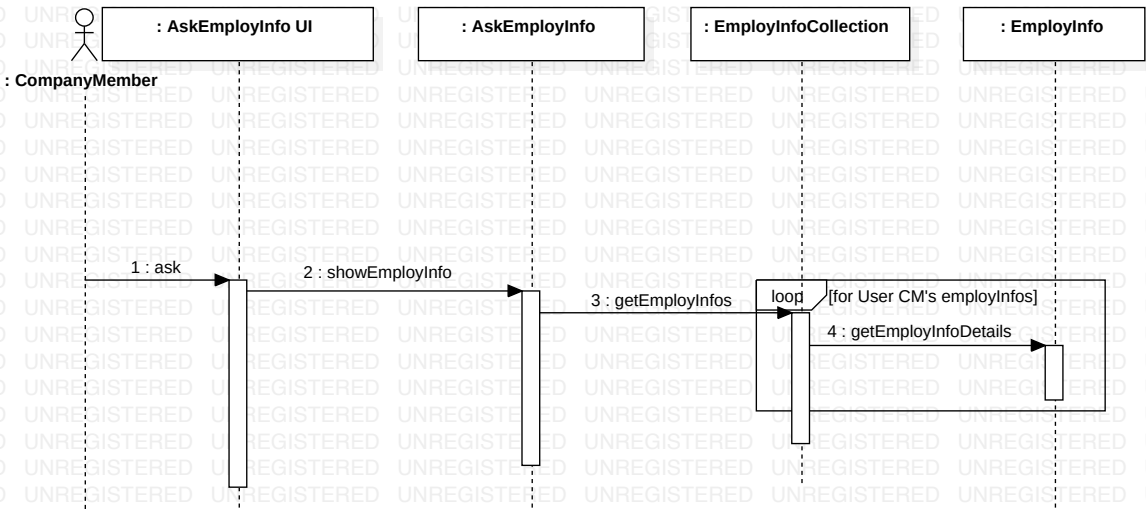 : AskEmployInfo UI
: AskEmployInfo
: EmployInfoCollection
: EmployInfo
: CompanyMember
1 : ask
2 : showEmployInfo
3 : getEmployInfos
loop
[for User CM's employInfos]
4 : getEmployInfoDetails
UNREGISTERED